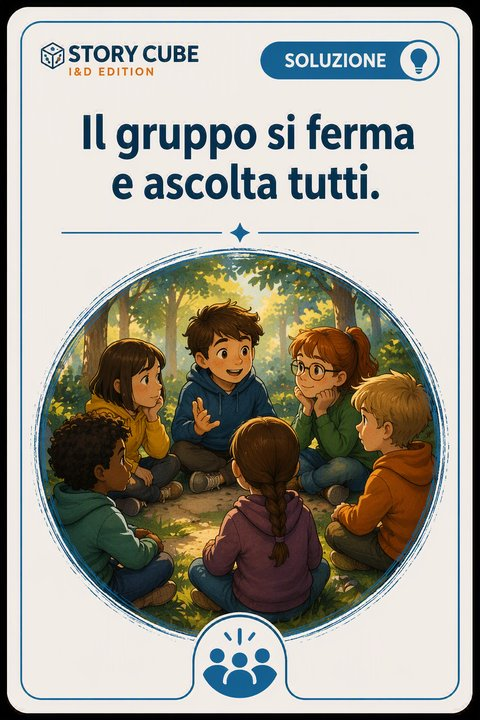 STORY CUBE
I&D EDITION
SOLUZIONE
Il gruppo si ferma
e ascolta tutti.